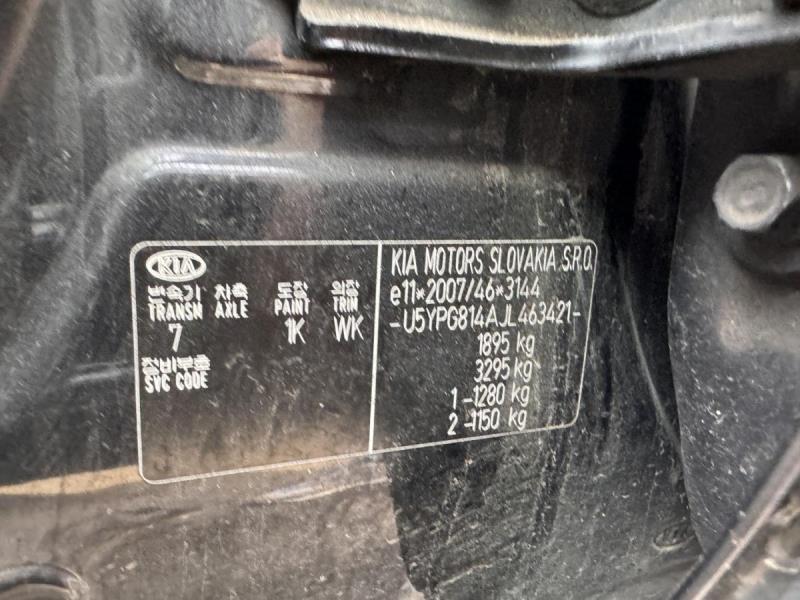 KIA
변속기 차축 도장 외장
TRANSM AXLE PAINT TRIM
7 1K WK
정비부호
SVC CODE
KIA MOTORS SLOVAKIA S.R.O.
e11*2007/46*3144
-U5YPG814AJL463421-
1895 kg
3295 kg
1 -1280 kg
2 -1150 kg